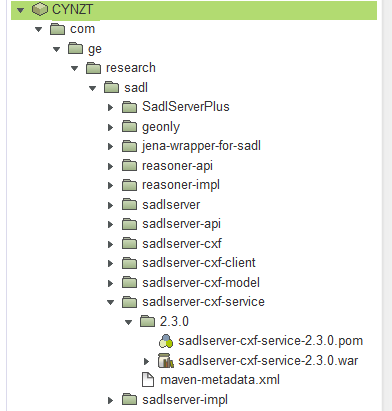 CYNZT
com
ge
research
sadl
SadlServerPlus
geonly
jena-wrapper-for-sadl
reasoner-api
reasoner-impl
sadlserver
sadlserver-api
sadlserver-cxf
sadlserver-cxf-client
sadlserver-cxf-model
sadlserver-cxf-service
2.3.0
sadlserver-cxf-service-2.3.0.pom
sadlserver-cxf-service-2.3.0.war
maven-metadata.xml
sadlserver-impl